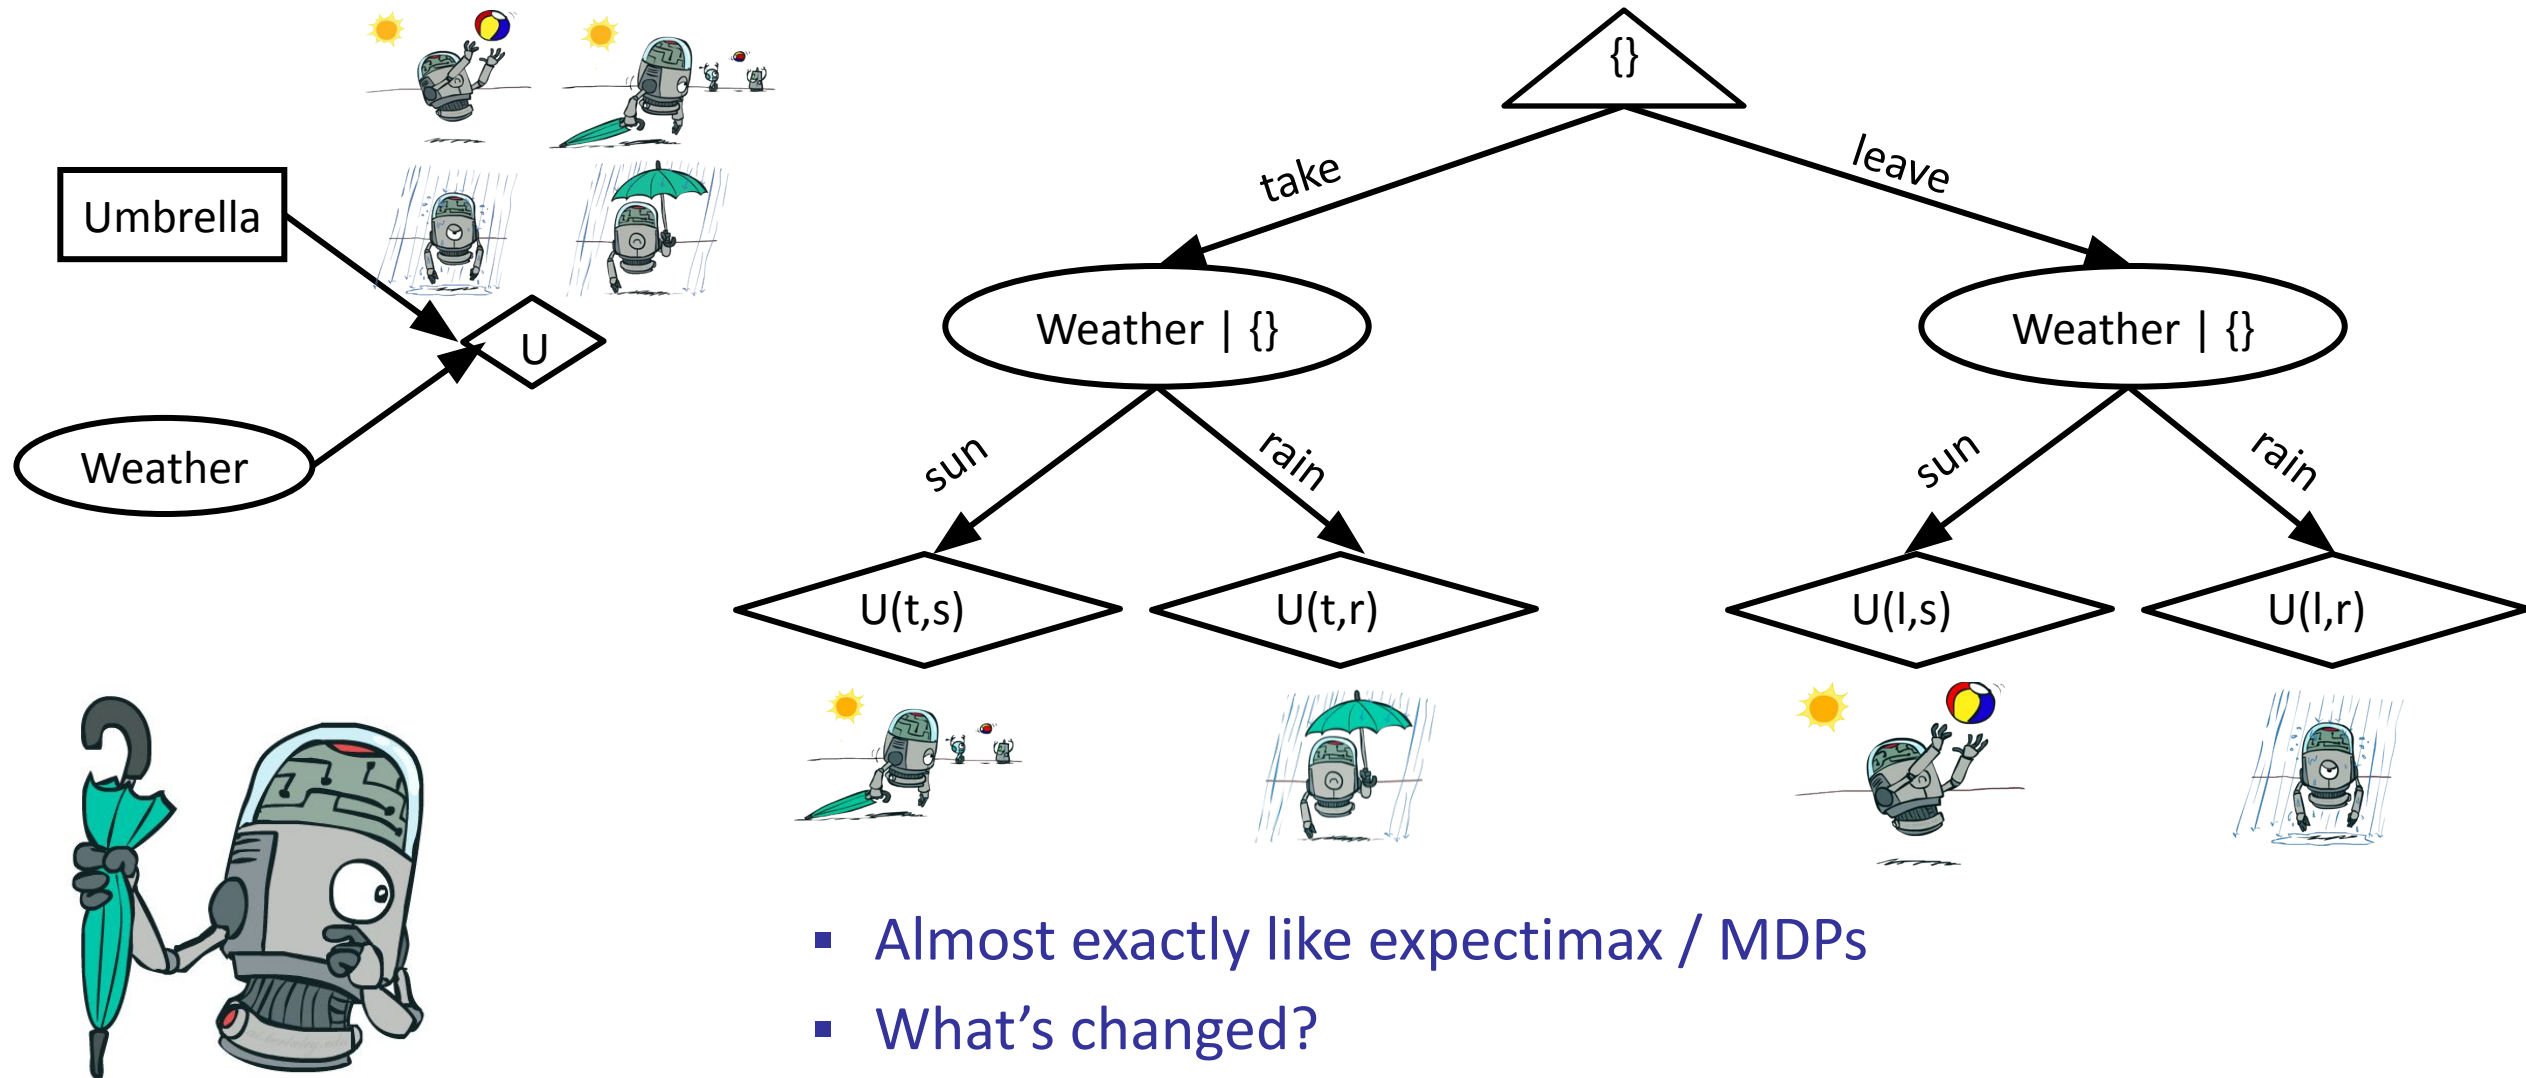 {}
take
leave
Umbrella
Weather | {}
Weather | {}
U
Weather
sun
rain
sun
rain
U(t,s)
U(t,r)
U(l,s)
U(l,r)
▪ Almost exactly like expectimax / MDPs
▪ What's changed?